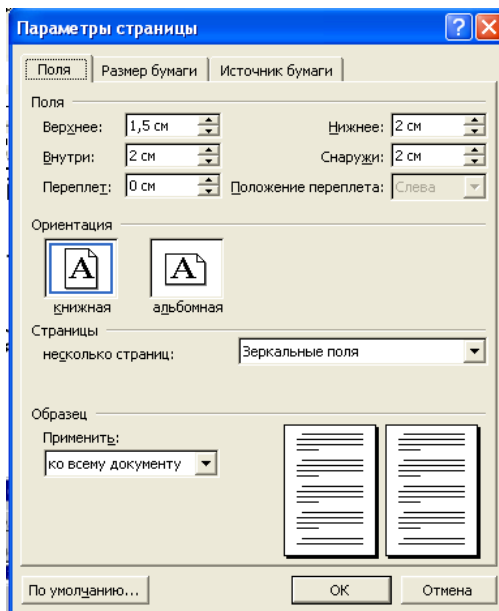 Параметры страницы
Поля Размер бумаги Источник бумаги
Поля
Верхнее: 1,5 см Нижнее: 2 см
Внутри: 2 см Снаружи: 2 см
Переплет: 0 см Положение переплета: Слева
Ориентация
A A
книжная альбомная
Страницы
несколько страниц: Зеркальные поля
Образец
Применить:
ко всему документу
По умолчанию... ОК Отмена